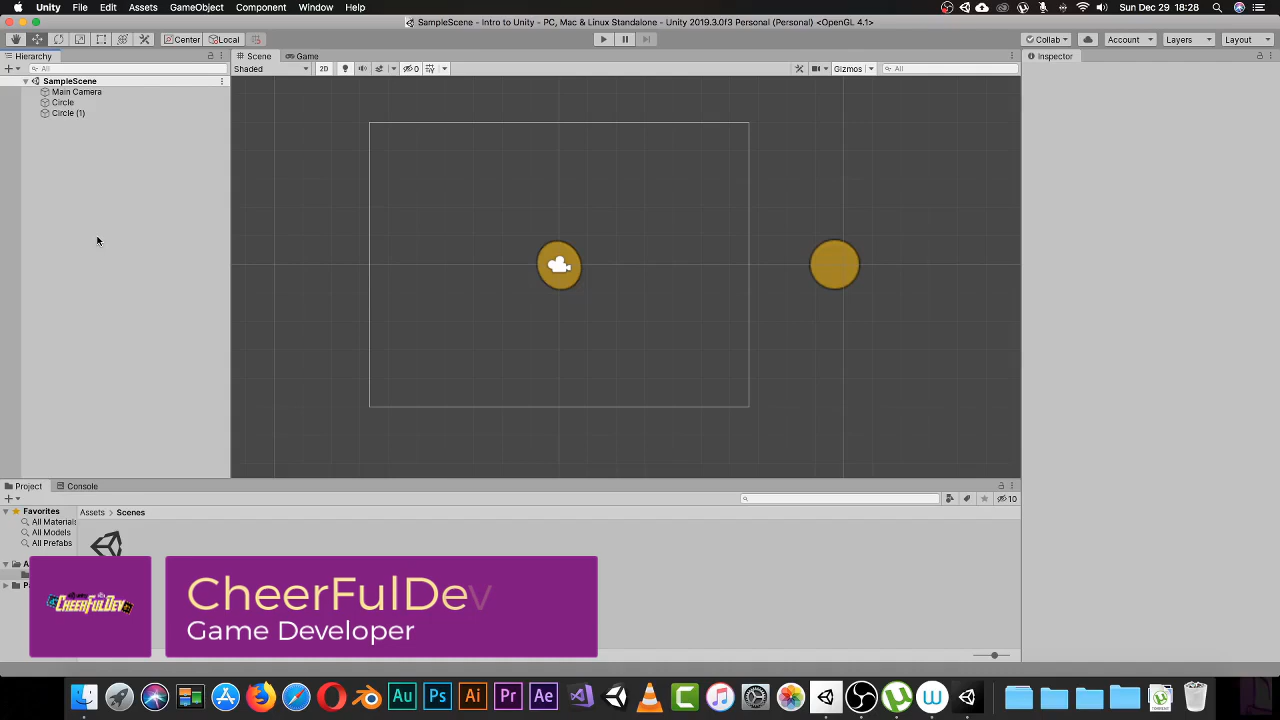 Unity File Edit Assets GameObject Component Window Help Sun Dec 29 18:28
SampleScene - Intro to Unity - PC, Mac & Linux Standalone - Unity 2019.3.0f3 Personal (Personal) <OpenGL 4.1>
Center Local Collab Account Layers Layout
Hierarchy Scene Game Inspector
All Shaded 2D 0 Gizmos All
SampleScene
Main Camera
Circle
Circle (1)
Project Console
10
Favorites Assets > Scenes
All Materials
All Models
All Prefabs
A
P
CHEERFULDEV
CheerFulDev
Game Developer
Au Ps Ai Pr Ae